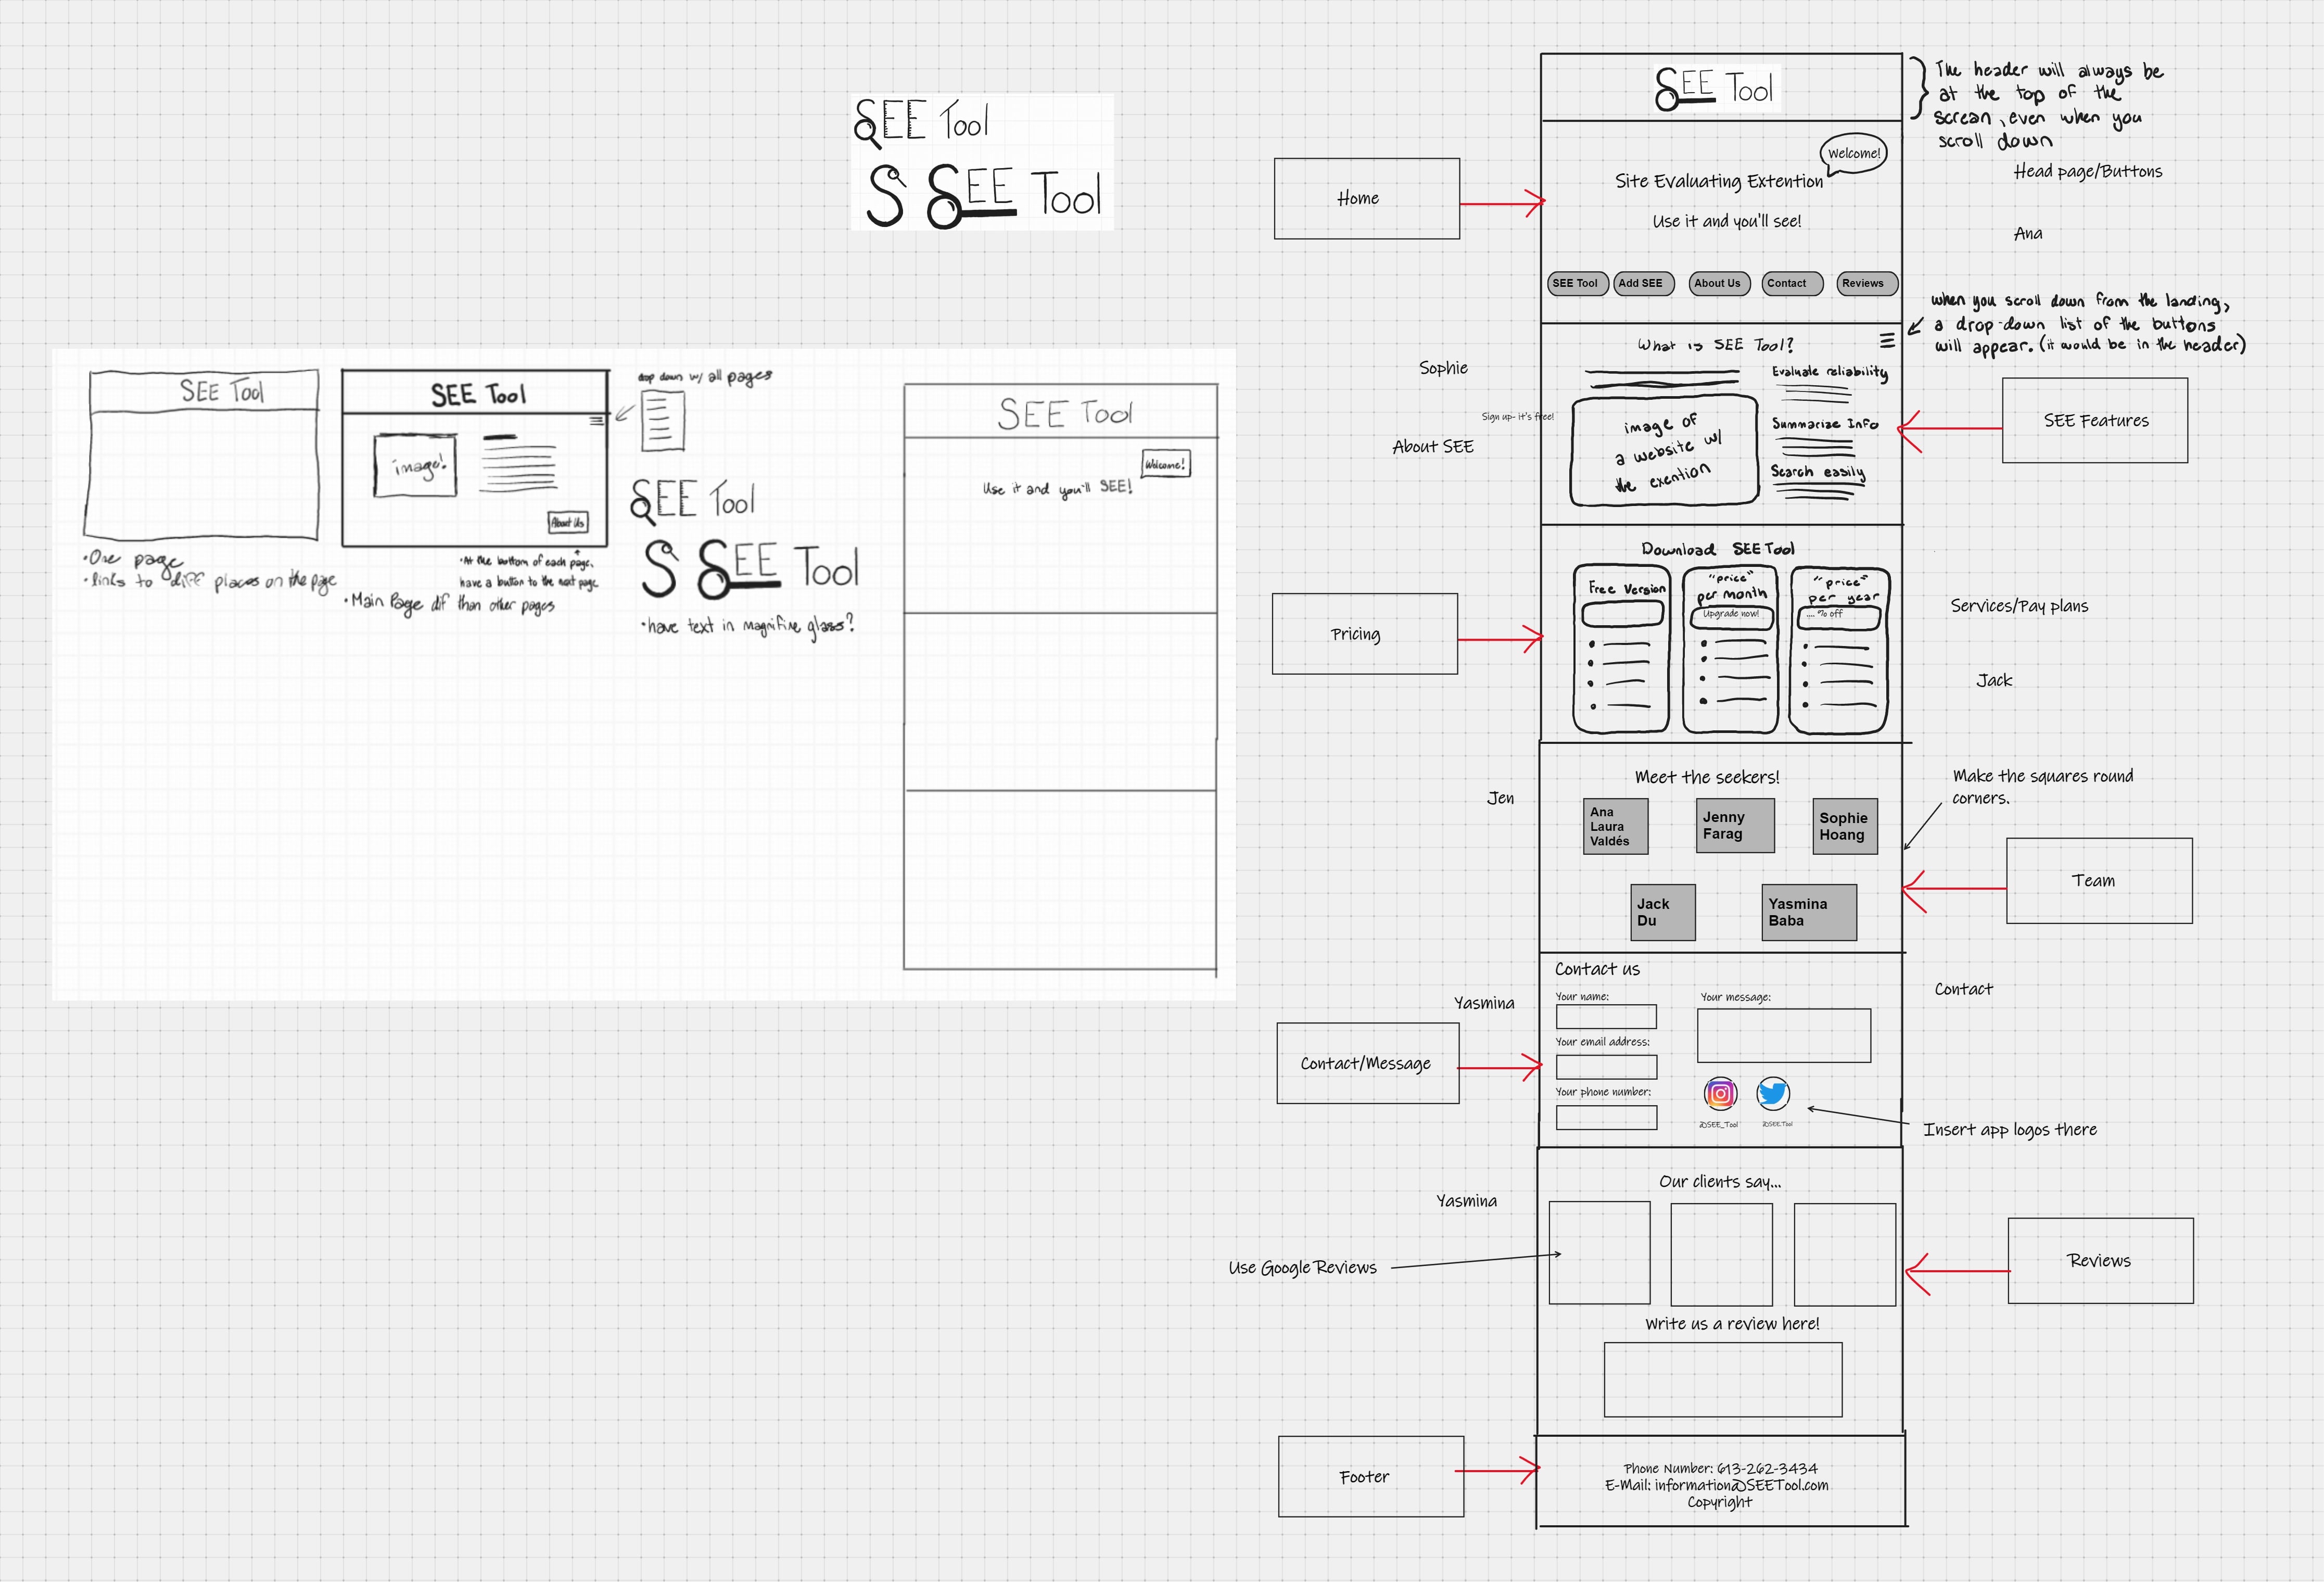 SEE Tool
S SEE Tool
SEE Tool
SEE Tool
drop down w/ all pages
image!
About Us
SEE Tool
S SEE Tool
•have text in magnifine glass?
•One page
•links to diff places on the page
•At the bottom of each page,
have a button to the next page
•Main Page dif than other pages
SEE Tool
Welcome!
Use it and you'll SEE!
SEE Tool
The header will always be
at the top of the
screan, even when you
scroll down
Head page/Buttons
Ana
Home
Welcome!
Site Evaluating Extention
Use it and you'll see!
SEE Tool
Add SEE
About Us
Contact
Reviews
when you scroll down from the landing,
a drop-down list of the buttons
will appear. (it would be in the header)
Sophie
About SEE
Sign up- it's free!
What is SEE Tool?
image of
a website w/
the exention
Evaluate reliability
Summarize Info
Search easily
SEE Features
Pricing
Download SEE Tool
Free Version
"price"
per month
Upgrade now!
"price"
per year
.... % off
Services/Pay plans
Jack
Jen
Meet the seekers!
Ana
Laura
Valdés
Jenny
Farag
Sophie
Hoang
Jack
Du
Yasmina
Baba
Make the squares round
corners.
Team
Yasmina
Contact/Message
Contact us
Your name:
Your email address:
Your phone number:
Your message:
@SEE_Tool
@SEETool
Contact
Insert app logos there
Yasmina
Use Google Reviews
Our clients say...
Write us a review here!
Reviews
Footer
Phone Number: 613-262-3434
E-Mail: information@SEETool.com
Copyright